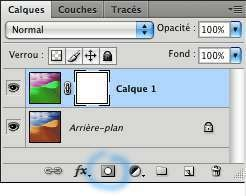 Calques Couches Tracés
Normal Opacité : 100%
Verrou : Fond : 100%
Calque 1
Arrière-plan
fx.